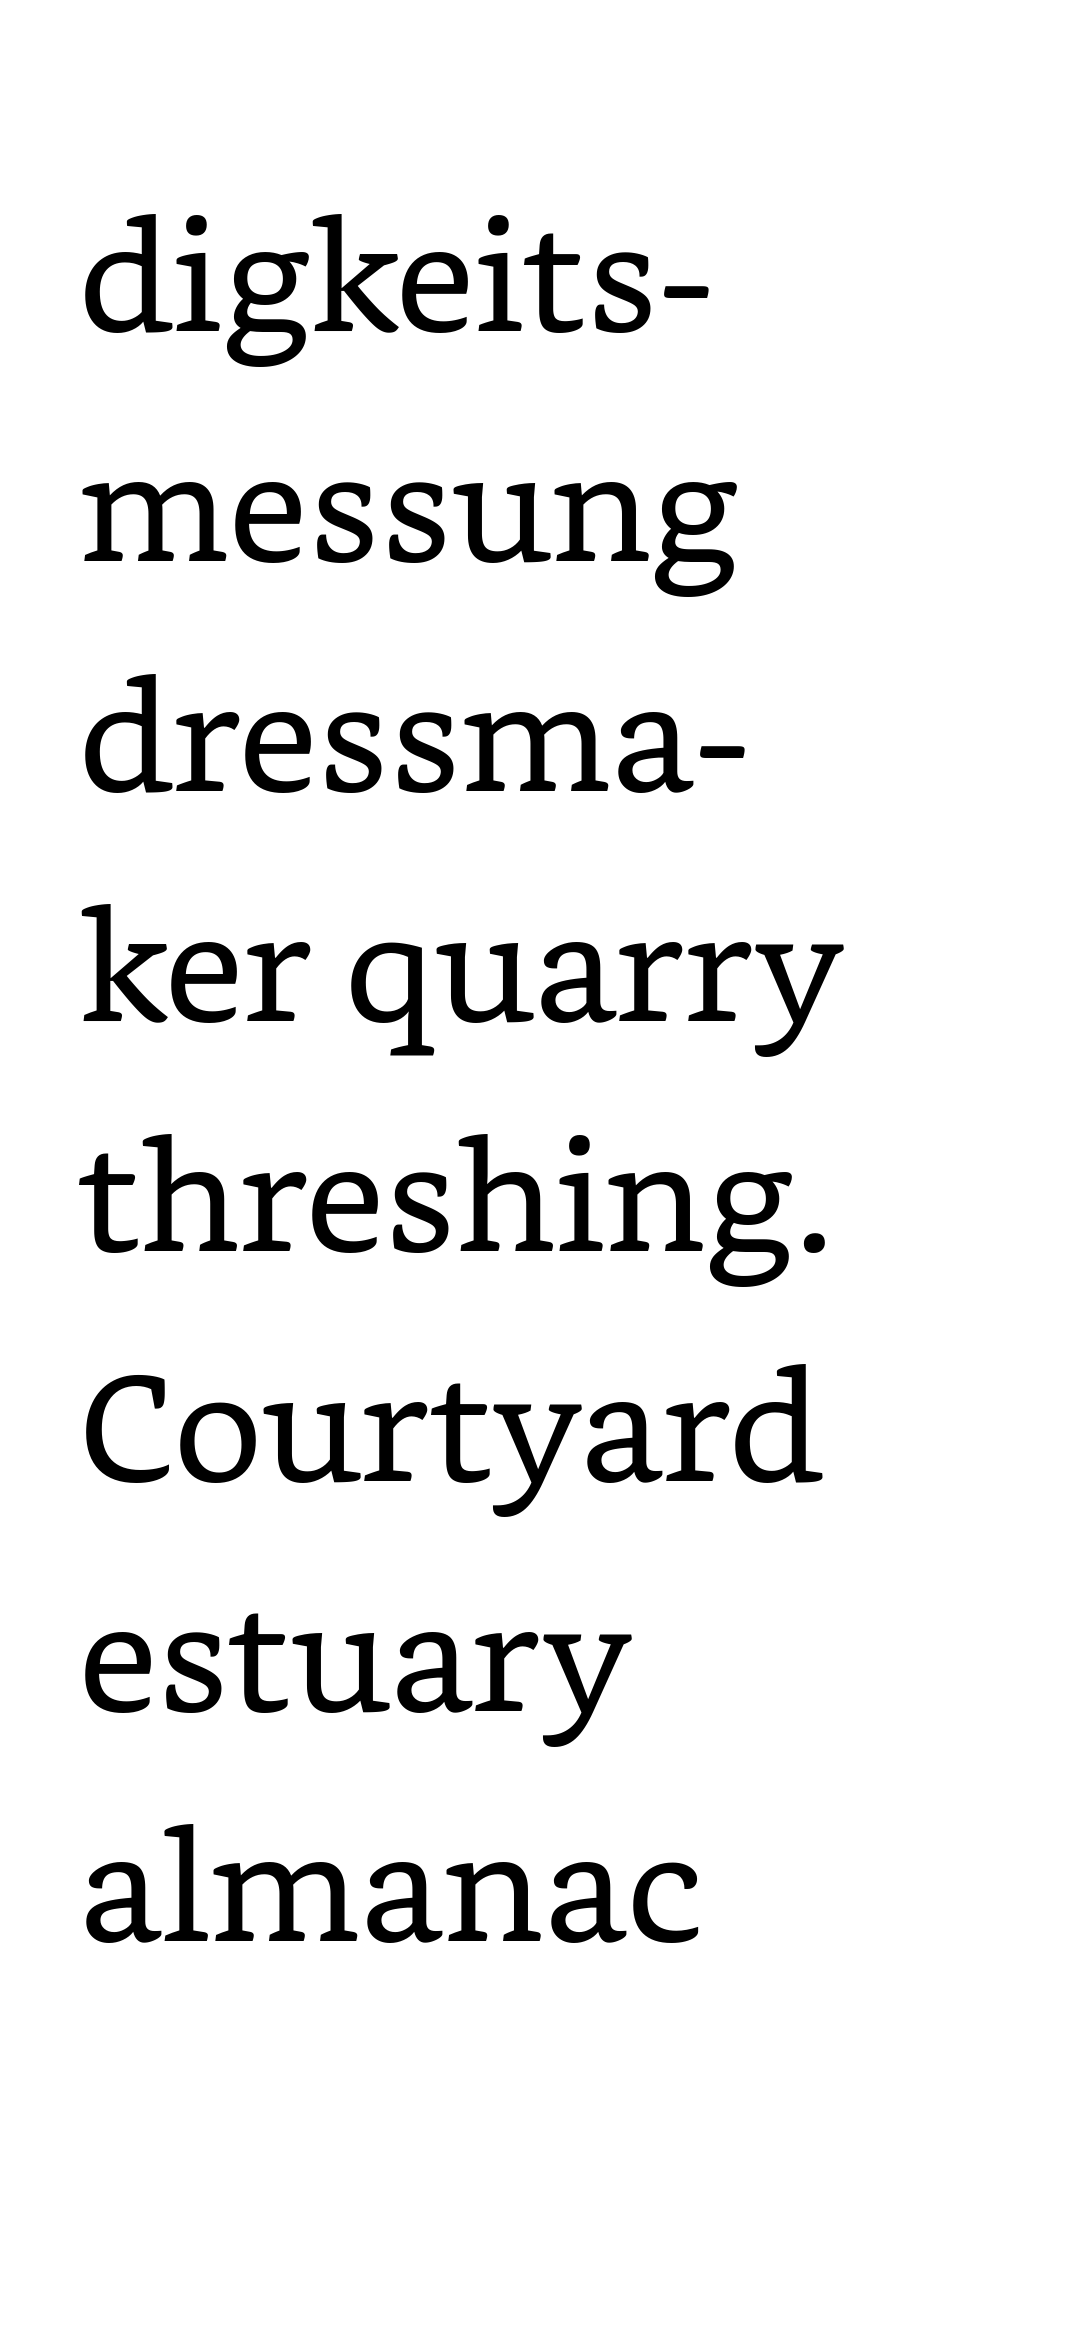 digkeits-
messung
dressma-
ker quarry
threshing.
Courtyard
estuary
almanac